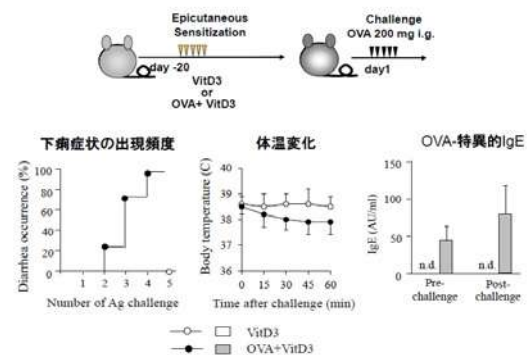 Epicutaneous
Sensitization
Challenge
OVA 200 mg i.g.
day -20
day1
VitD3
or
OVA+ VitD3
下痢症状の出現頻度
体温変化
OVA-特異的IgE
Diarrhea occurrence (%)
100
80
60
40
20
0
1 2 3 4 5
Number of Ag challenge
Body temperature (C)
40
39
38
37
36
0 15 30 45 60
Time after challenge (min)
IgE (AU/ml)
150
100
50
0
n.d.
n.d.
Pre-
challenge
Post-
challenge
VitD3
OVA+VitD3